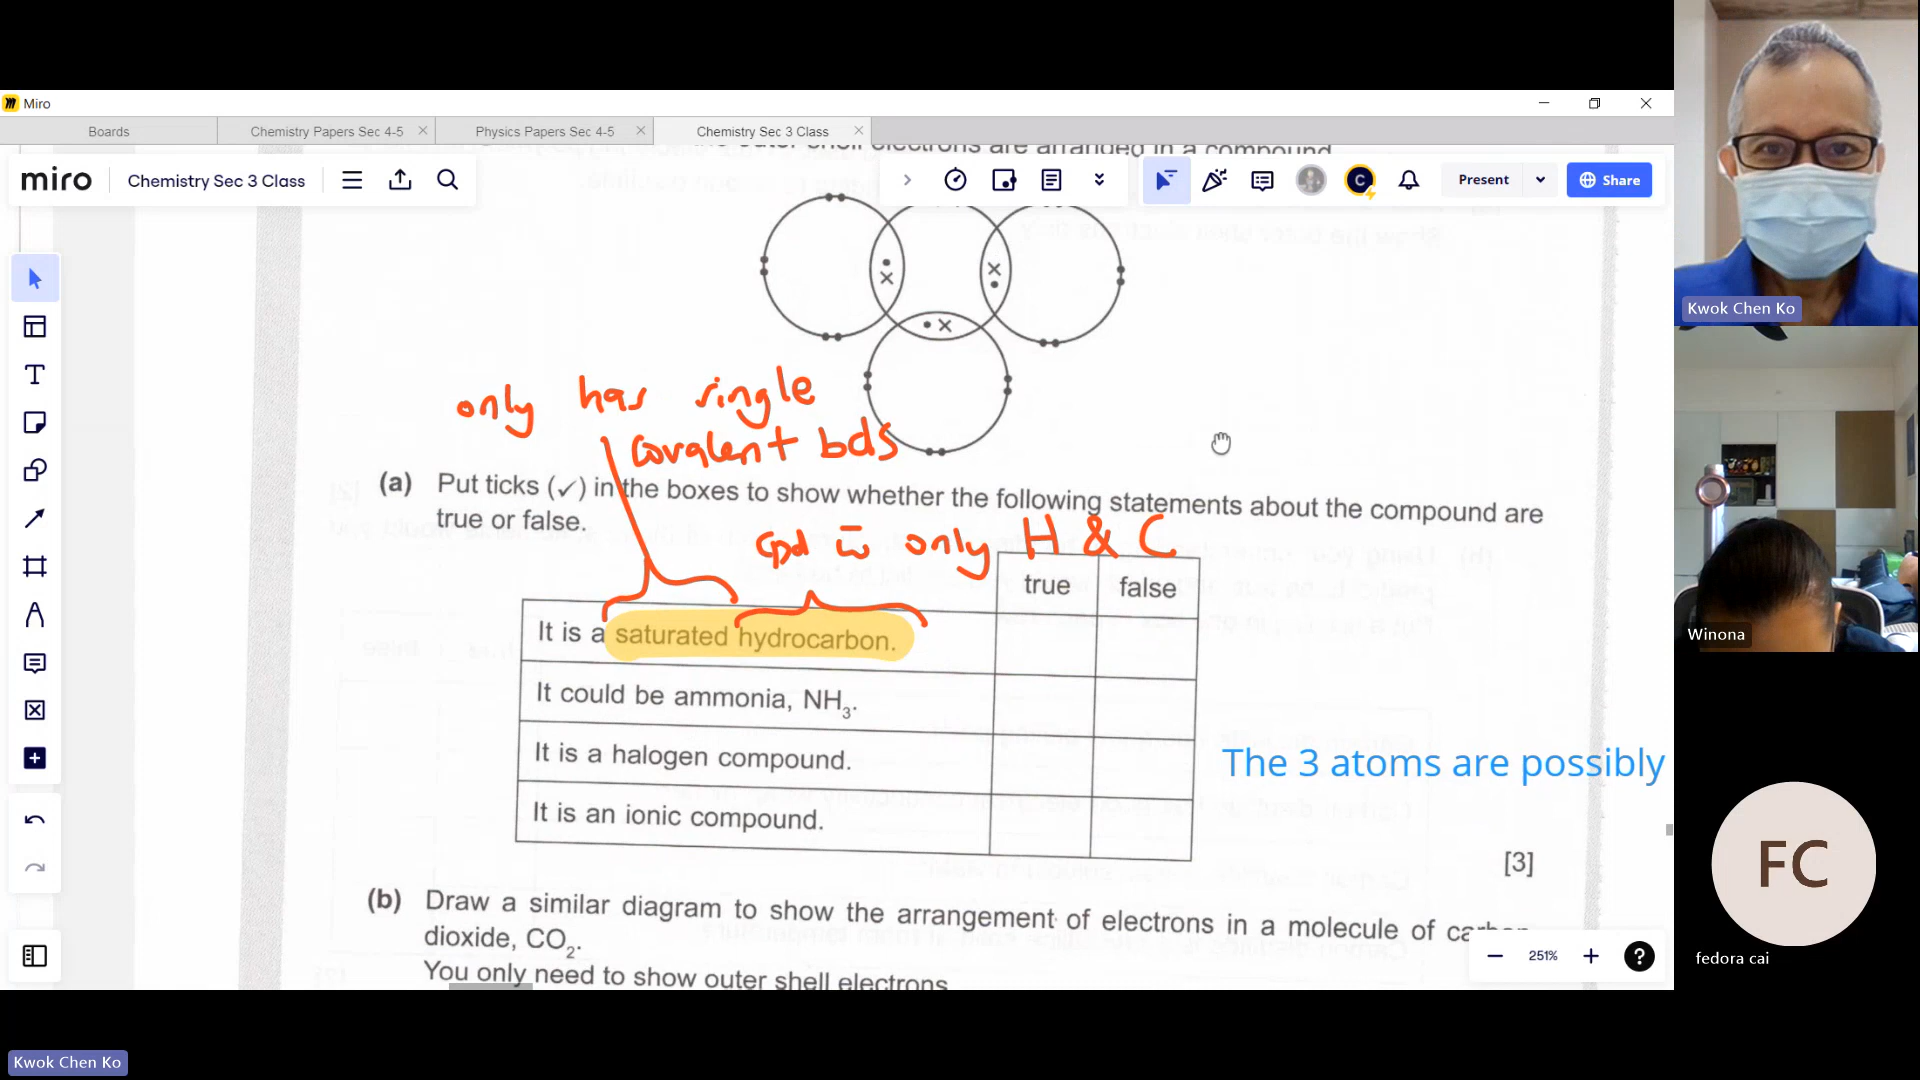 Miro
Boards
Chemistry Papers Sec 4-5
Physics Papers Sec 4-5
Chemistry Sec 3 Class
electrons are arranged in a compound
miro
Chemistry Sec 3 Class
C
Present
Share
Kwok Chen Ko
only has single
covalent bds
(a) Put ticks (✓) in the boxes to show whether the following statements about the compound are
true or false.
cpd w̄ only H & C
true false
It is a saturated hydrocarbon.
It could be ammonia, NH₃.
It is a halogen compound.
It is an ionic compound.
The 3 atoms are possibly
[3]
(b) Draw a similar diagram to show the arrangement of electrons in a molecule of carbon
dioxide, CO₂.
You only need to show outer shell electrons
251%
?
Winona
FC
fedora cai
Kwok Chen Ko